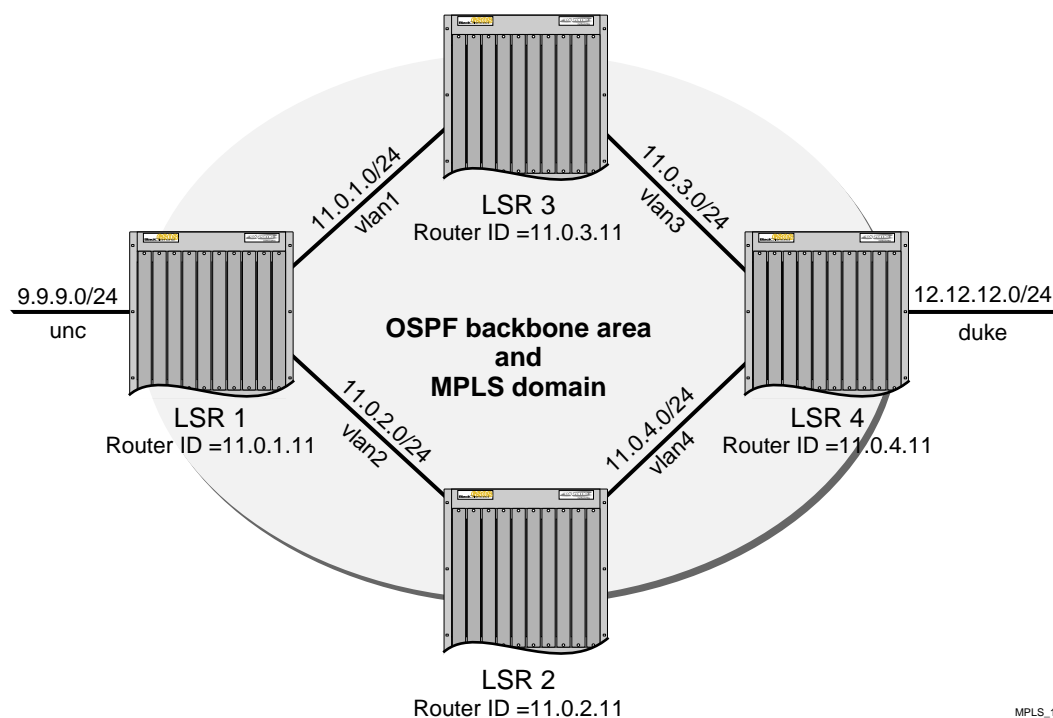 11.0.1.0/24
vlan1
11.0.3.0/24
vlan3
LSR 3
Router ID =11.0.3.11
9.9.9.0/24
unc
12.12.12.0/24
duke
OSPF backbone area
and
MPLS domain
LSR 1
Router ID =11.0.1.11
11.0.2.0/24
vlan2
11.0.4.0/24
vlan4
LSR 4
Router ID =11.0.4.11
LSR 2
Router ID =11.0.2.11